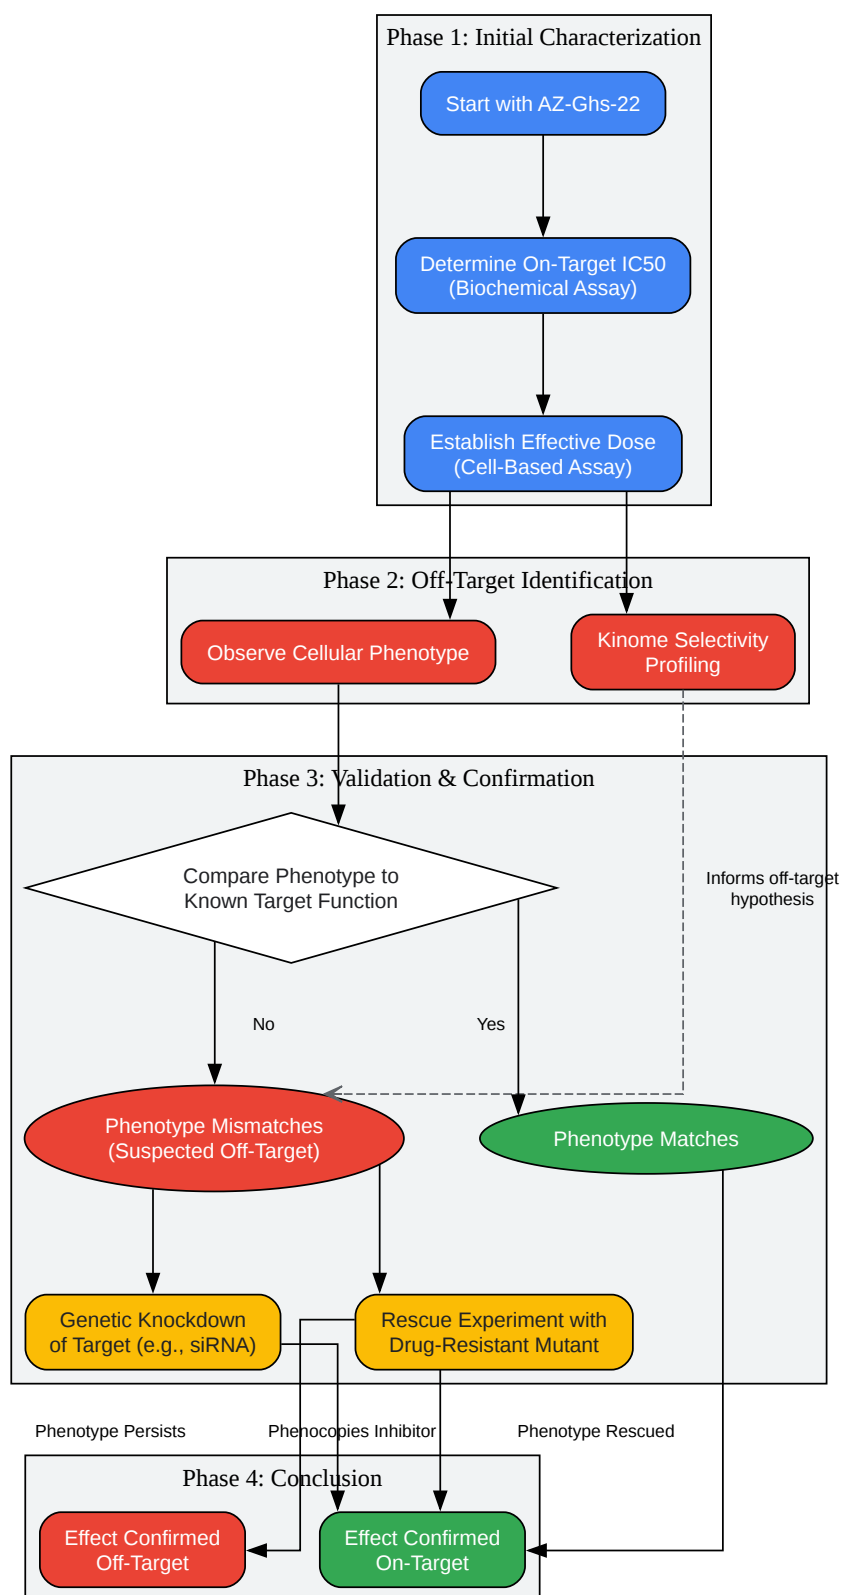 Phase 1: Initial Characterization
Start with AZ-Ghs-22
Determine On-Target IC50
(Biochemical Assay)
Establish Effective Dose
(Cell-Based Assay)
Phase 2: Off-Target Identification
Observe Cellular Phenotype
Kinome Selectivity
Profiling
Phase 3: Validation & Confirmation
Compare Phenotype to
Known Target Function
Informs off-target
hypothesis
No
Yes
Phenotype Mismatches
(Suspected Off-Target)
Phenotype Matches
Genetic Knockdown
of Target (e.g., siRNA)
Rescue Experiment with
Drug-Resistant Mutant
Phenotype Persists
Phenocopies Inhibitor
Phenotype Rescued
Phase 4: Conclusion
Effect Confirmed
Off-Target
Effect Confirmed
On-Target